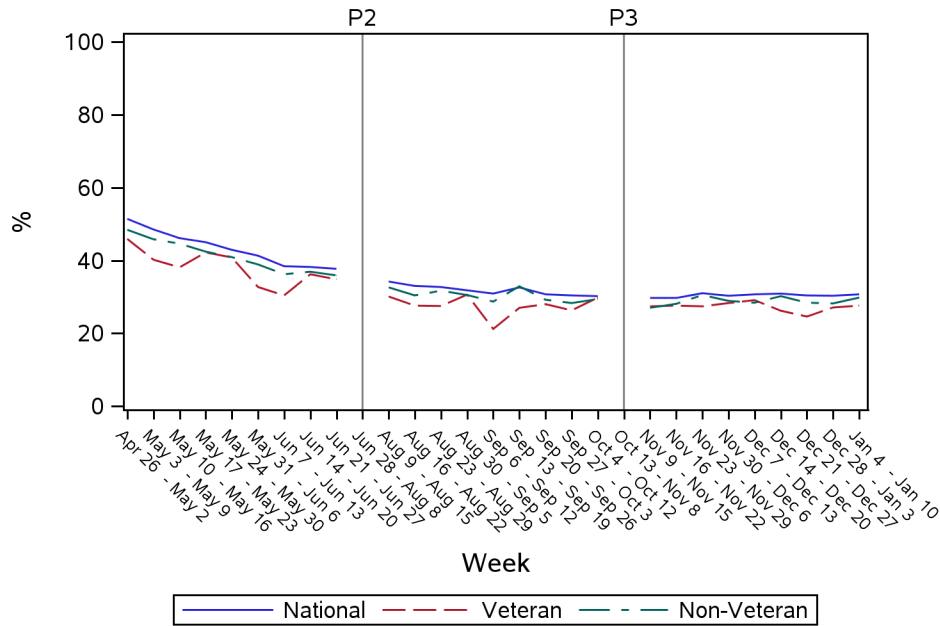 P2 P3
100
80
60
40
20
0
%
Apr 26 - May 2
May 3 - May 9
May 10 - May 16
May 17 - May 23
May 24 - May 30
May 31 - Jun 6
Jun 7 - Jun 13
Jun 14 - Jun 20
Jun 21 - Jun 27
Jun 28 - Aug 8
Aug 9 - Aug 15
Aug 16 - Aug 22
Aug 23 - Aug 29
Aug 30 - Sep 5
Sep 6 - Sep 12
Sep 13 - Sep 19
Sep 20 - Sep 26
Sep 27 - Oct 3
Oct 4 - Oct 12
Oct 13 - Nov 8
Nov 9 - Nov 15
Nov 16 - Nov 22
Nov 23 - Nov 29
Nov 30 - Dec 6
Dec 7 - Dec 13
Dec 14 - Dec 20
Dec 21 - Dec 27
Dec 28 - Jan 3
Jan 4 - Jan 10
Week
National Veteran Non-Veteran